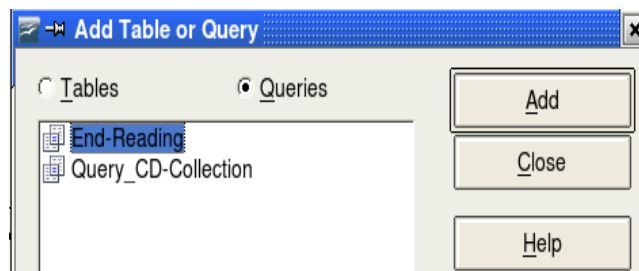 Add Table or Query
Tables
Queries
Add
End-Reading
Query_CD-Collection
Close
Help